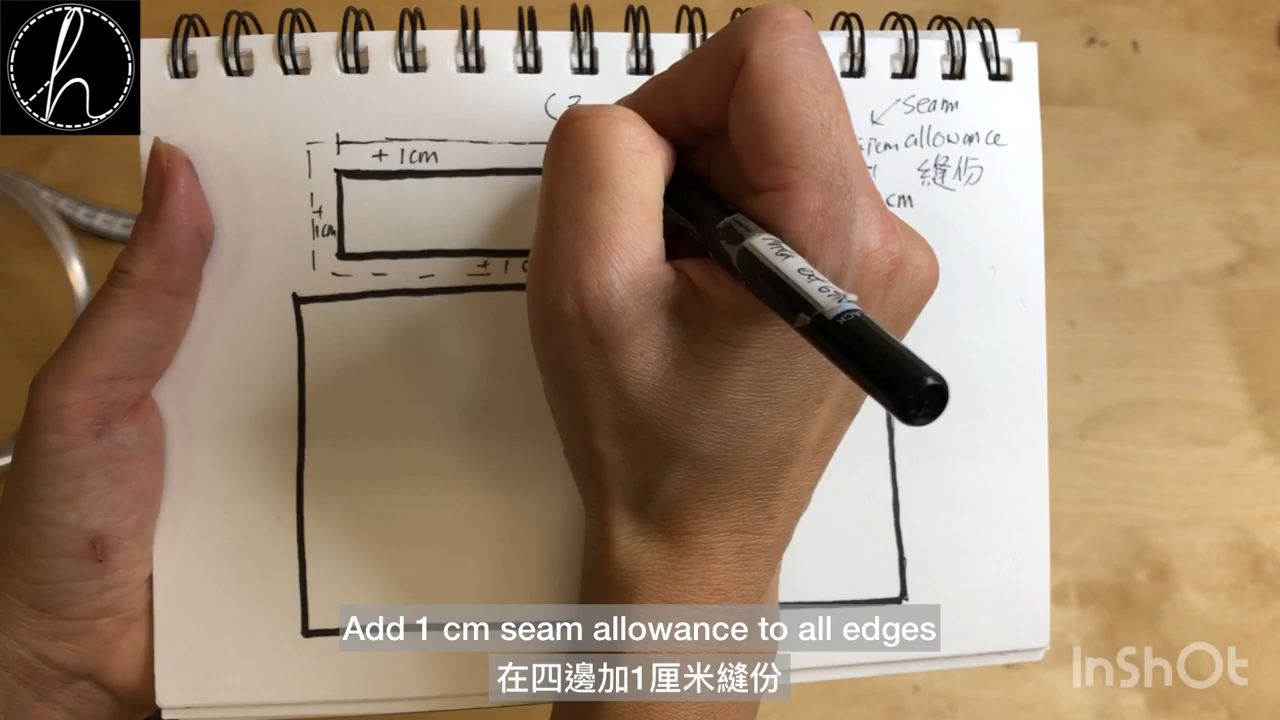 h
seam
allowance
縫份
cm
+ 1cm
+
1cm
+ 1
Add 1 cm seam allowance to all edges
在四邊加1厘米縫份
InShOt